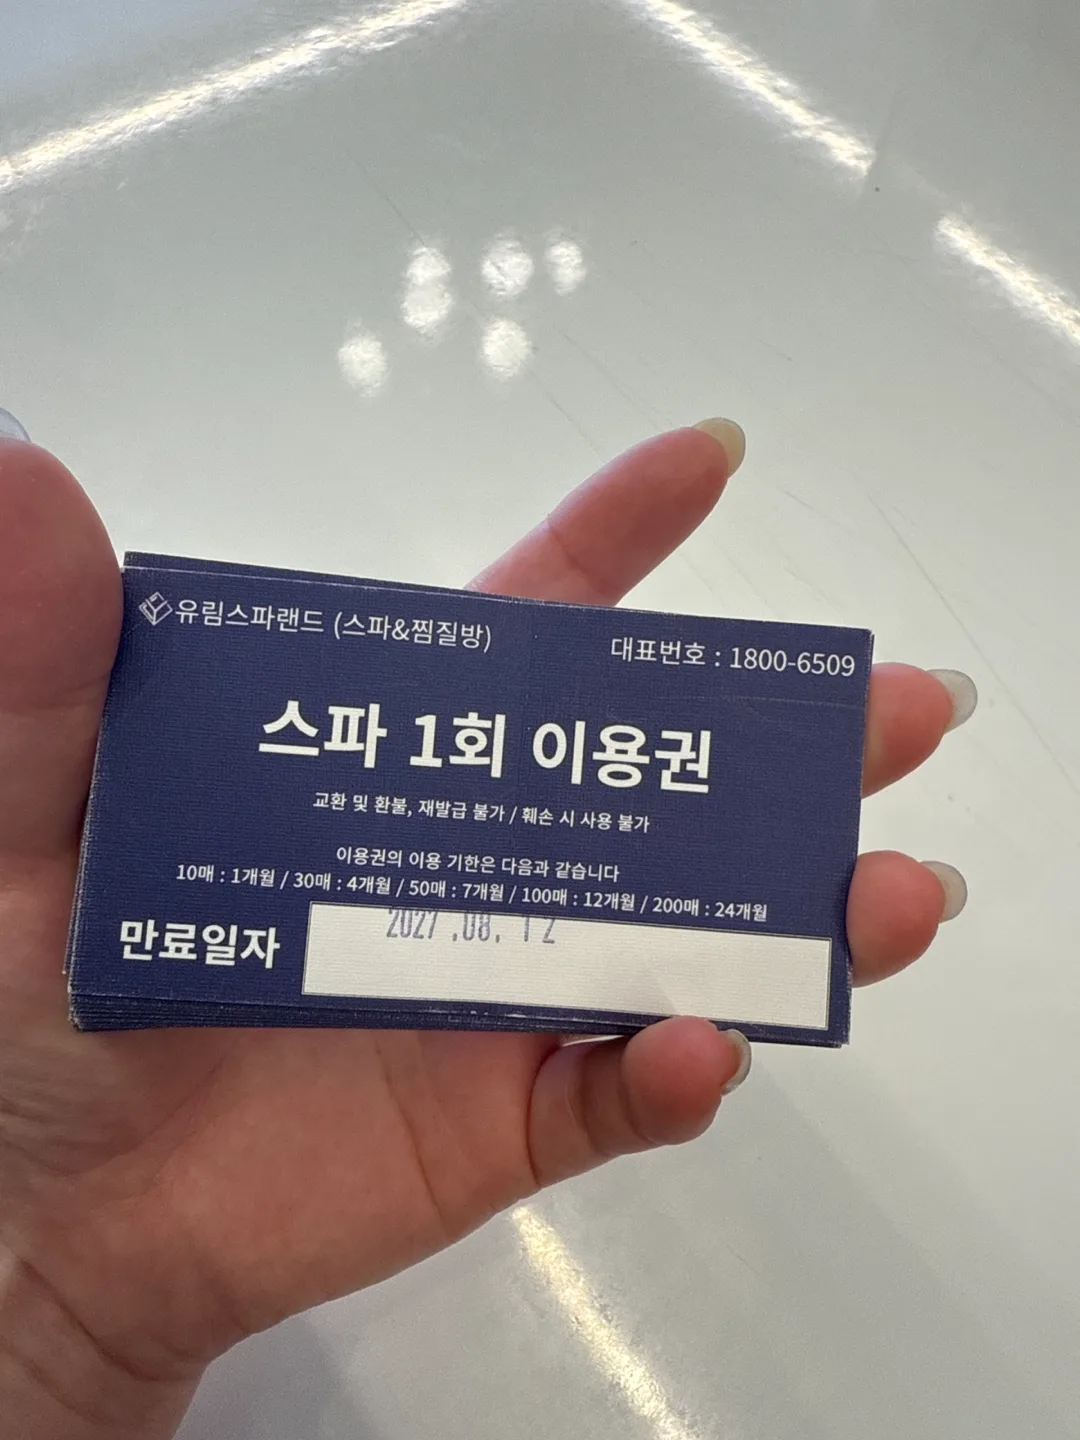 유림스파랜드 (스파&찜질방)
대표번호 : 1800-6509
스파 1회 이용권
교환 및 환불, 재발급 불가 / 훼손 시 사용 불가
이용권의 이용 기한은 다음과 같습니다
10매 : 1개월 / 30매 : 4개월 / 50매 : 7개월 / 100매 : 12개월 / 200매 : 24개월
만료일자
2027 .08. 12